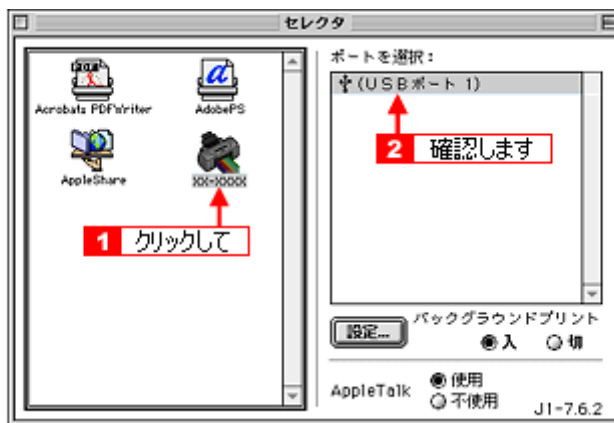 セレクタ
Acrobats PDFWriter
AdobePS
AppleShare
XX-XXXX
1 クリックして
ポートを選択：
(USBポート 1)
2 確認します
設定...
バックグラウンドプリント
入 切
AppleTalk
使用
不使用
J1-7.6.2